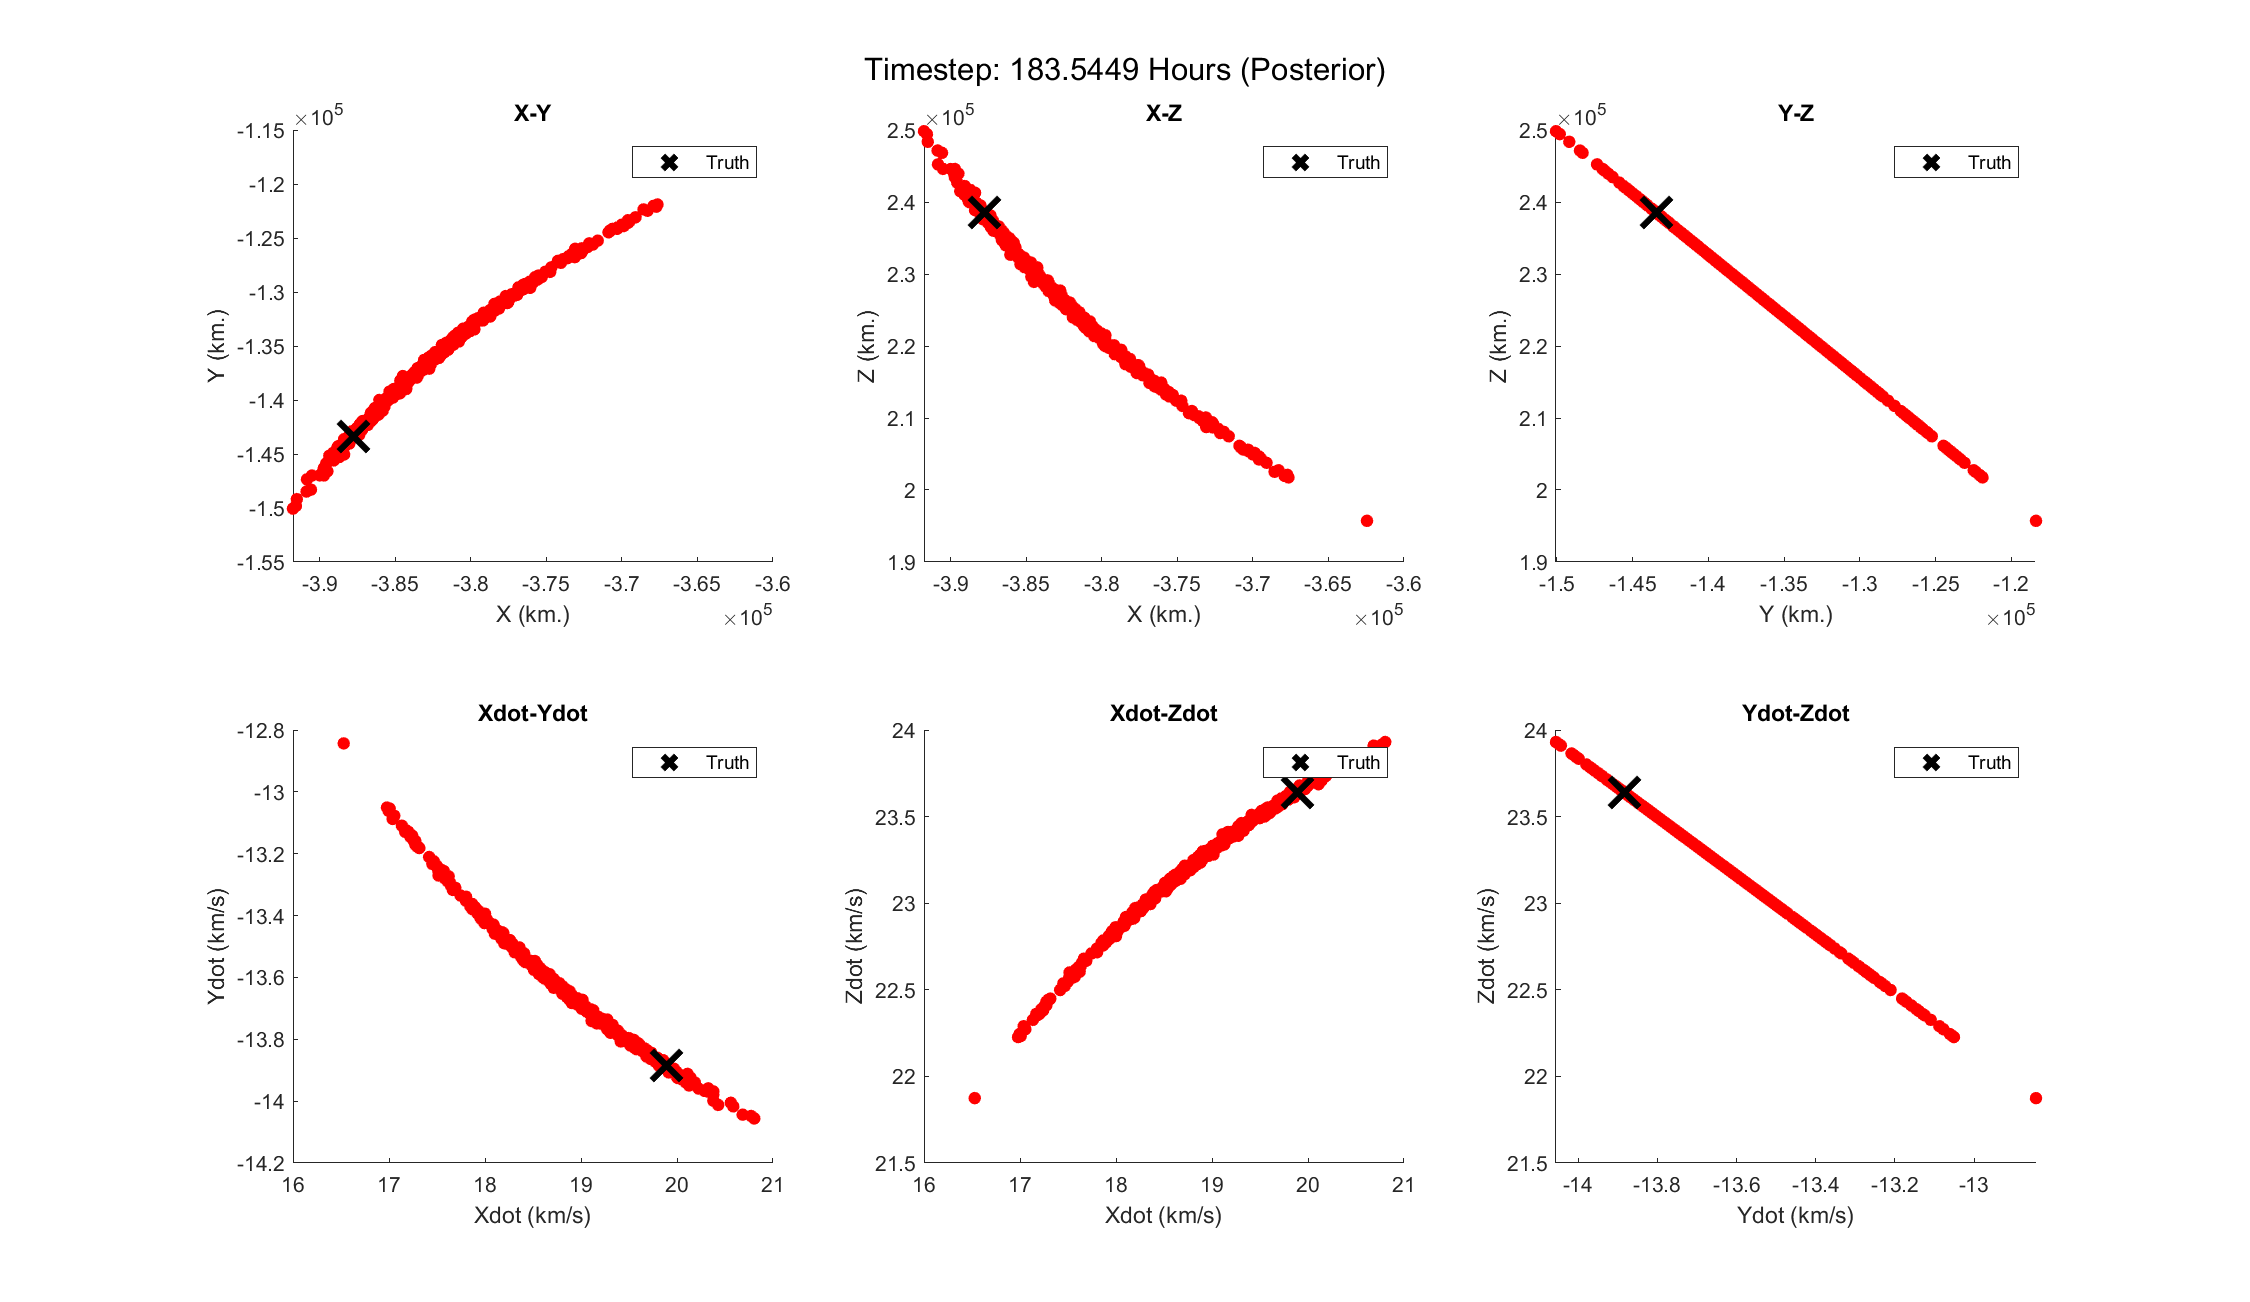 Timestep: 183.5449 Hours (Posterior)
X-Y
×10^5
-1.15
-1.2
-1.25
-1.3
-1.35
-1.4
-1.45
-1.5
-1.55
Y (km.)
Truth
-3.9 -3.85 -3.8 -3.75 -3.7 -3.65 -3.6
X (km.)
×10^5
X-Z
×10^5
2.5
2.4
2.3
2.2
2.1
2
1.9
Z (km.)
Truth
-3.9 -3.85 -3.8 -3.75 -3.7 -3.65 -3.6
X (km.)
×10^5
Y-Z
×10^5
2.5
2.4
2.3
2.2
2.1
2
1.9
Z (km.)
Truth
-1.5 -1.45 -1.4 -1.35 -1.3 -1.25 -1.2
Y (km.)
×10^5
Xdot-Ydot
-12.8
-13
-13.2
-13.4
-13.6
-13.8
-14
-14.2
Ydot (km/s)
Truth
16 17 18 19 20 21
Xdot (km/s)
Xdot-Zdot
24
23.5
23
22.5
22
21.5
Zdot (km/s)
Truth
16 17 18 19 20 21
Xdot (km/s)
Ydot-Zdot
24
23.5
23
22.5
22
21.5
Zdot (km/s)
Truth
-14 -13.8 -13.6 -13.4 -13.2 -13
Ydot (km/s)